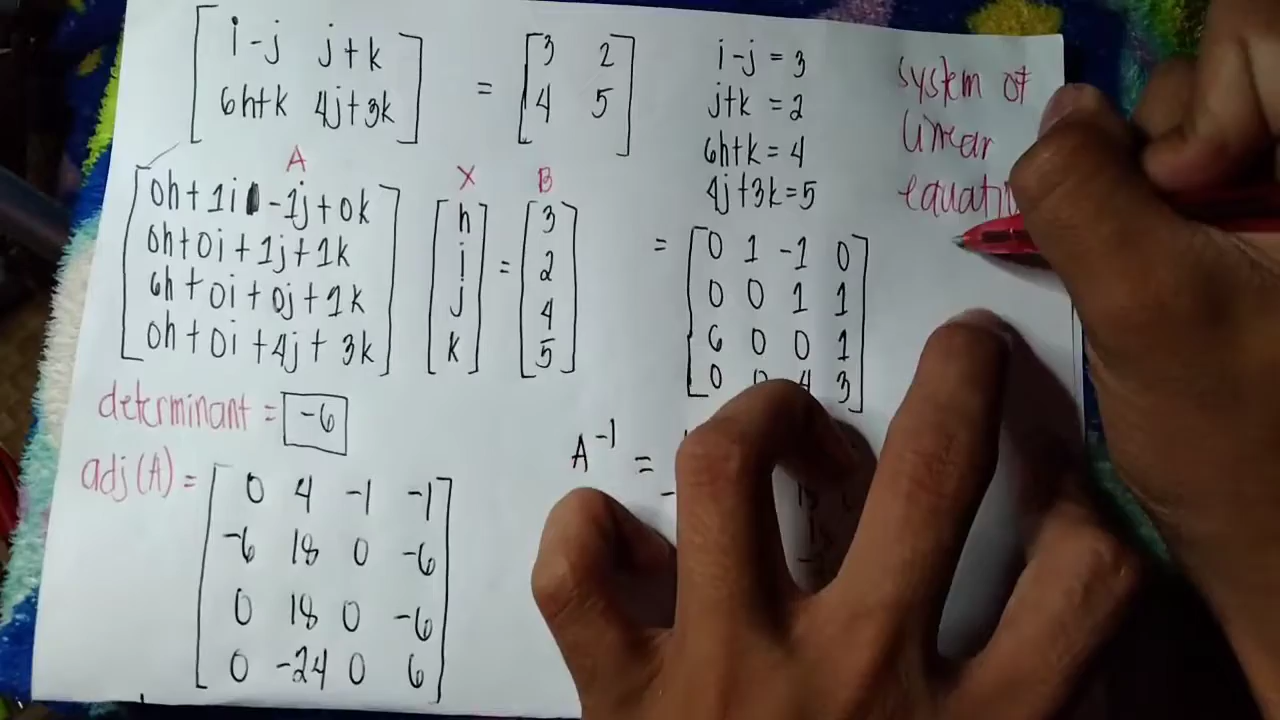 [i-j j+k
6h+k 4j+3k] = [3 2
4 5]
i-j = 3
j+k = 2
6h+k = 4
4j+3k = 5
system of
linear
A
[0h + 1i - 1j + 0k
0h + 0i + 1j + 1k
6h + 0i + 0j + 1k
0h + 0i + 4j + 3k]
X
[h
i
j
k]
=
B
[3
2
4
5]
= [0 1 -1 0
0 0 1 1
6 0 0 1
0 4 3]
determinant = -6
adj(A) = [0 4 -1 -1
-6 18 0 -6
0 18 0 -6
0 -24 0 6]
A⁻¹ =